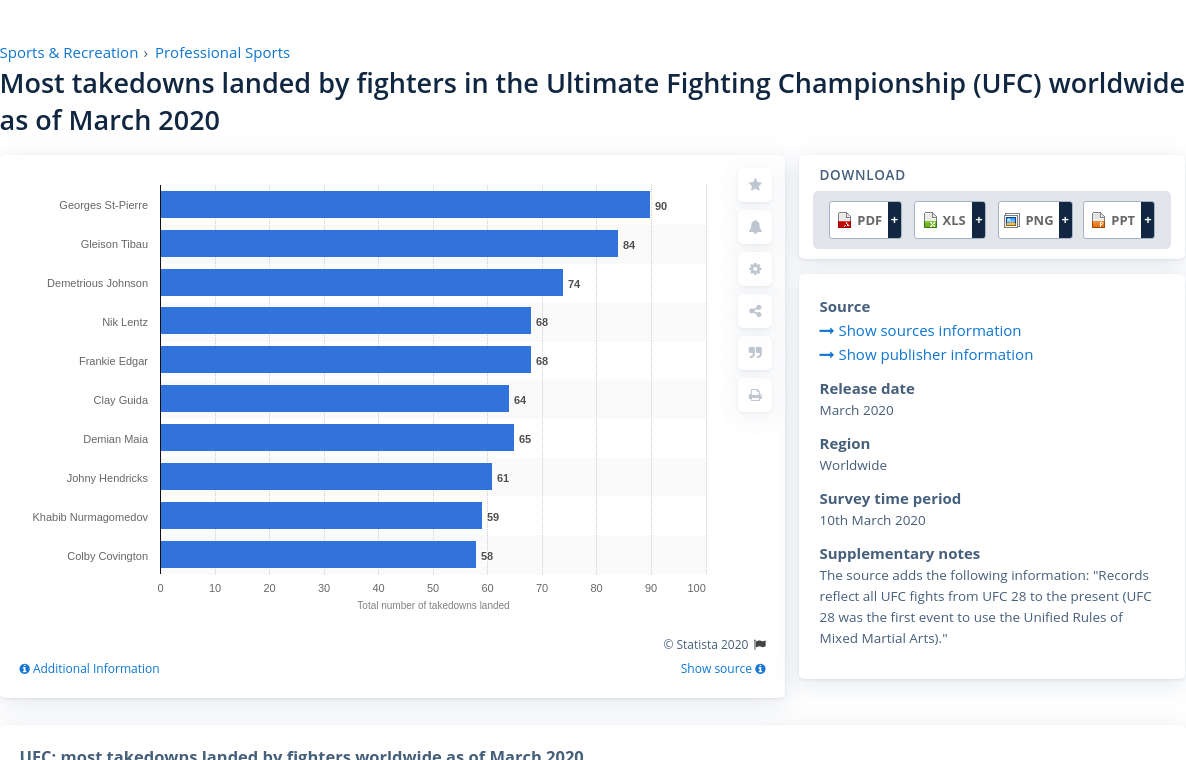 Sports & Recreation › Professional Sports
Most takedowns landed by fighters in the Ultimate Fighting Championship (UFC) worldwide
as of March 2020
Georges St-Pierre 90
Gleison Tibau 84
Demetrious Johnson 74
Nik Lentz 68
Frankie Edgar 68
Clay Guida 64
Demian Maia 65
Johny Hendricks 61
Khabib Nurmagomedov 59
Colby Covington 58
0 10 20 30 40 50 60 70 80 90 100
Total number of takedowns landed
© Statista 2020
Additional Information
Show source
DOWNLOAD
PDF + XLS + PNG + PPT +
Source
Show sources information
Show publisher information
Release date
March 2020
Region
Worldwide
Survey time period
10th March 2020
Supplementary notes
The source adds the following information: "Records
reflect all UFC fights from UFC 28 to the present (UFC
28 was the first event to use the Unified Rules of
Mixed Martial Arts)."
UFC: most takedowns landed by fighters worldwide as of March 2020